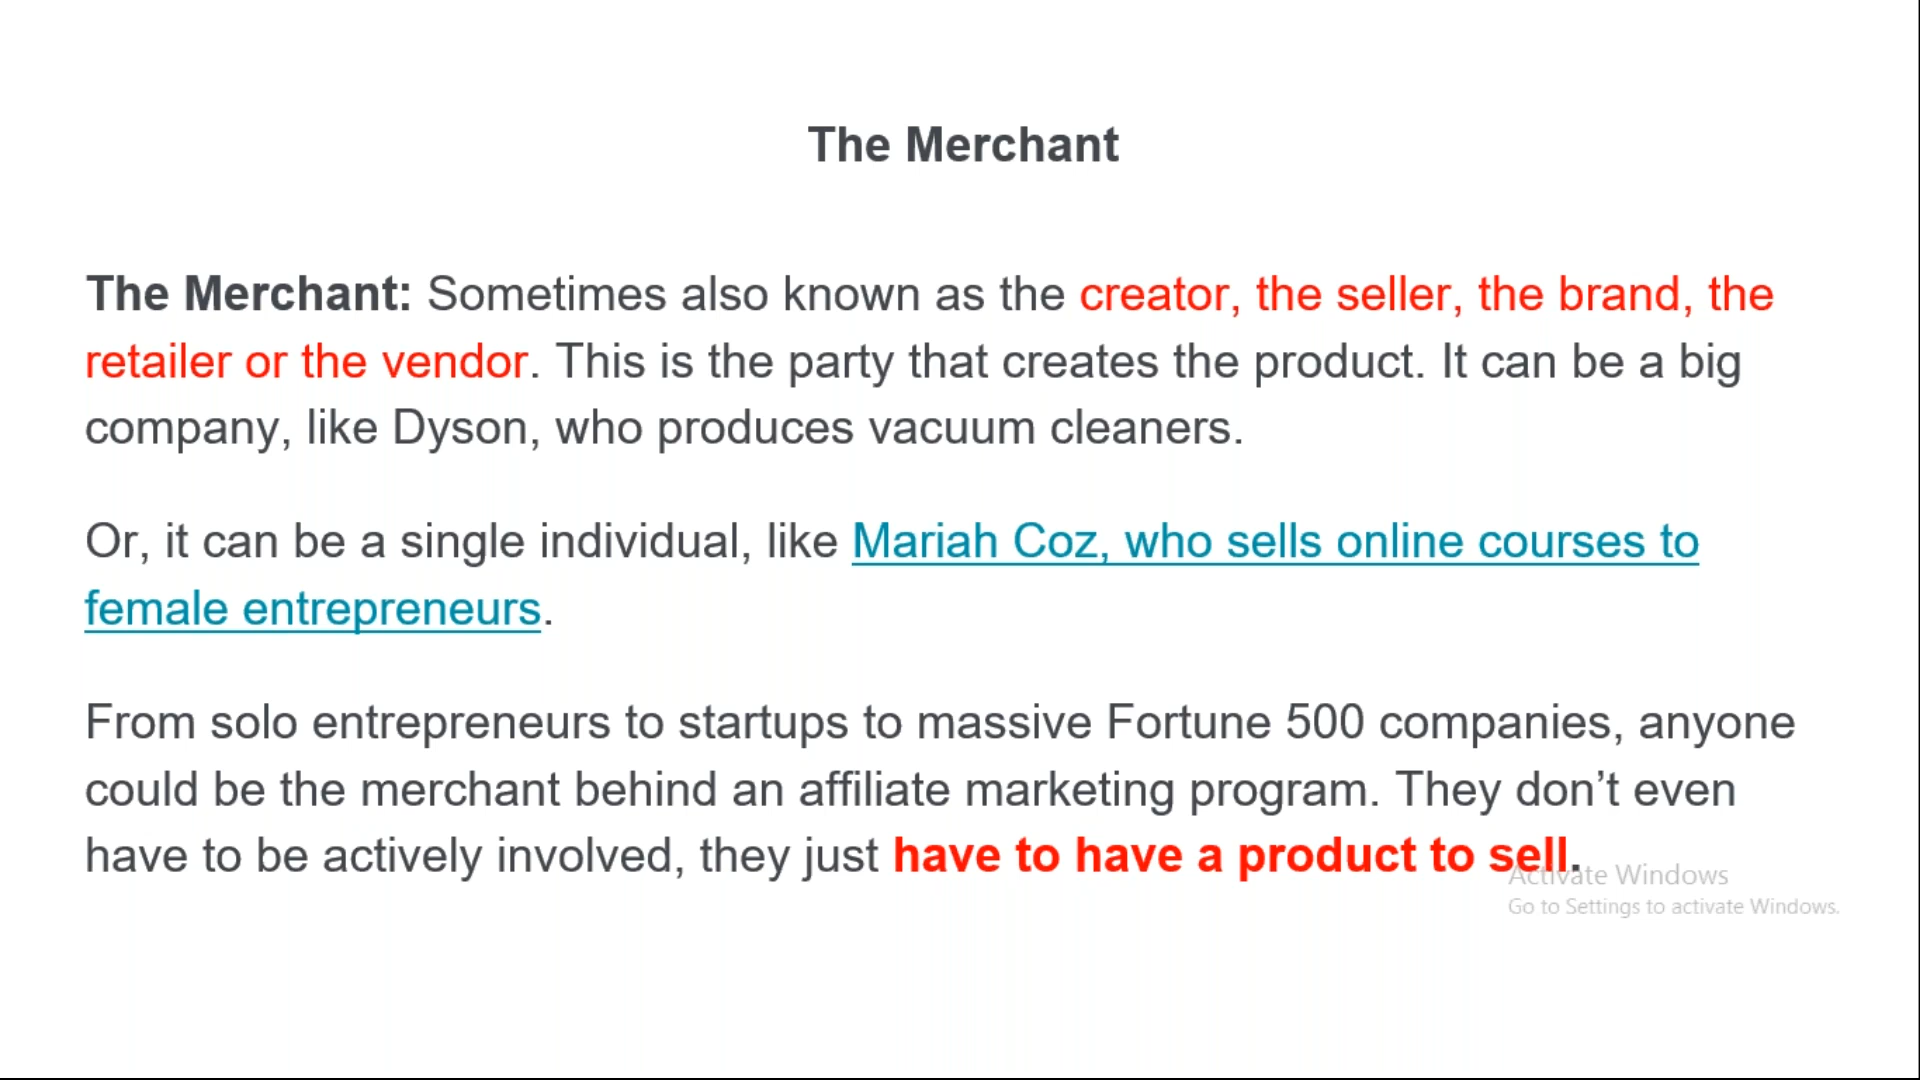 The Merchant
The Merchant: Sometimes also known as the creator, the seller, the brand, the
retailer or the vendor. This is the party that creates the product. It can be a big
company, like Dyson, who produces vacuum cleaners.
Or, it can be a single individual, like Mariah Coz, who sells online courses to
female entrepreneurs.
From solo entrepreneurs to startups to massive Fortune 500 companies, anyone
could be the merchant behind an affiliate marketing program. They don’t even
have to be actively involved, they just have to have a product to sell.
Activate Windows
Go to Settings to activate Windows.